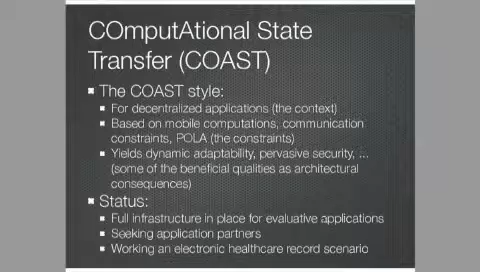 COmputAtional State
Transfer (COAST)
The COAST style:
For decentralized applications (the context)
Based on mobile computations, communication
constraints, POLA (the constraints)
Yields dynamic adaptability, pervasive security, ...
(some of the beneficial qualities as architectural
consequences)
Status:
Full infrastructure in place for evaluative applications
Seeking application partners
Working an electronic healthcare record scenario